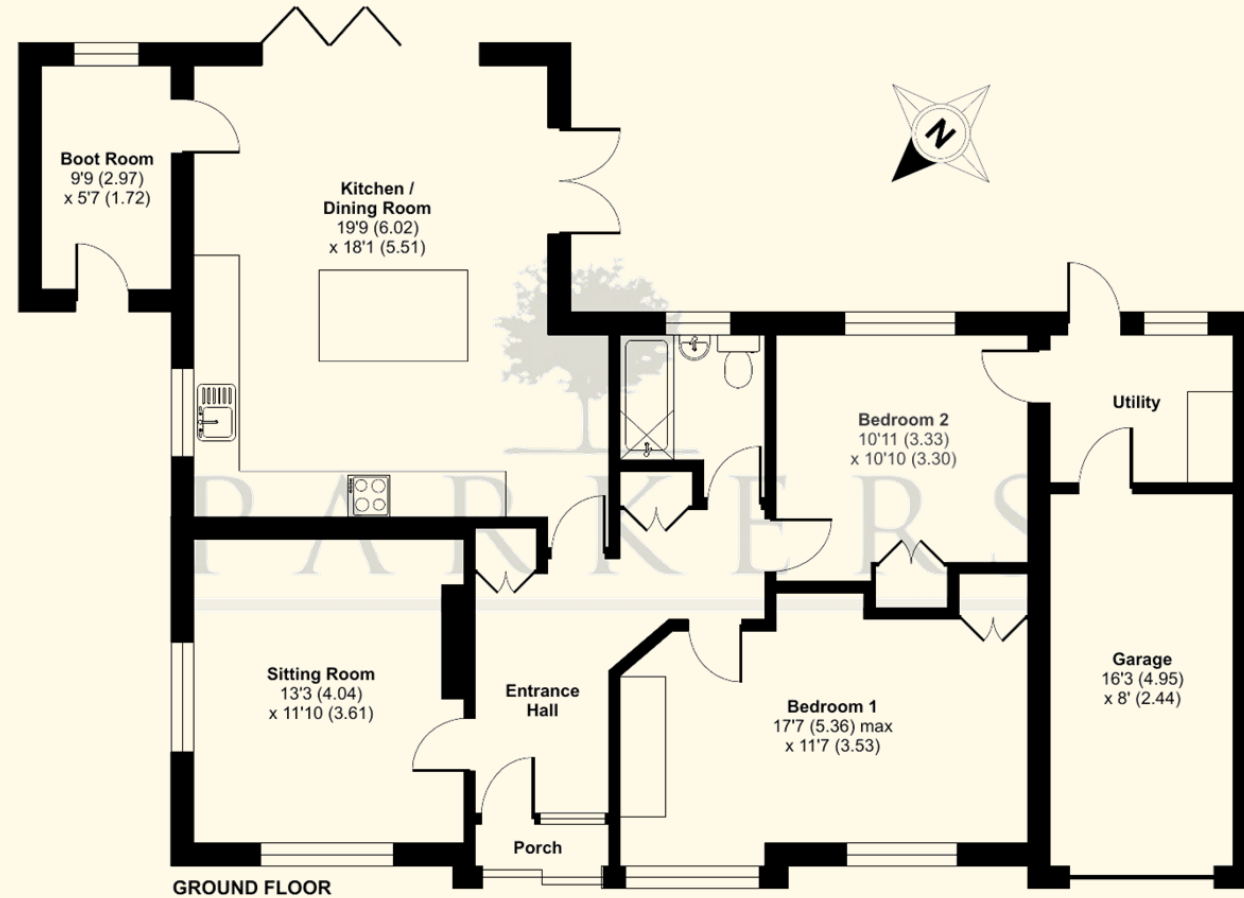 N
Boot Room
9'9 (2.97)
x 5'7 (1.72)
Kitchen /
Dining Room
19'9 (6.02)
x 18'1 (5.51)
Utility
Bedroom 2
10'11 (3.33)
x 10'10 (3.30)
PARKERS
Sitting Room
13'3 (4.04)
x 11'10 (3.61)
Entrance
Hall
Bedroom 1
17'7 (5.36) max
x 11'7 (3.53)
Garage
16'3 (4.95)
x 8' (2.44)
Porch
GROUND FLOOR